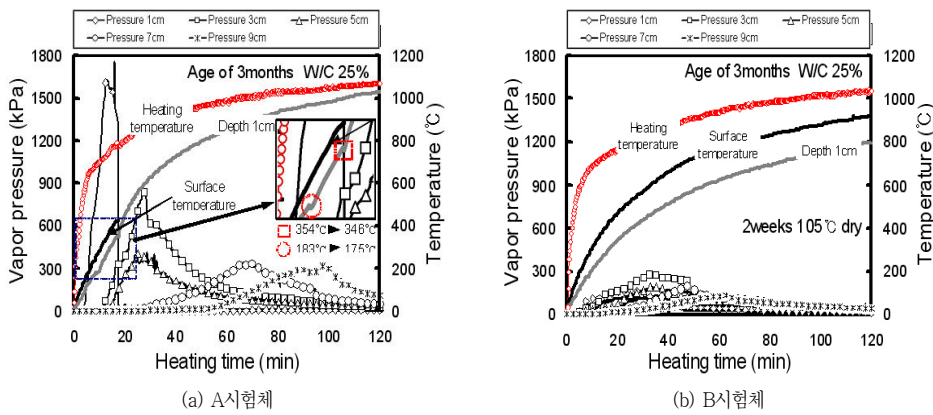 Pressure 1cm Pressure 3cm Pressure 5cm
Pressure 7cm Pressure 9cm
Vapor pressure (kPa)
1800
1500
1200
900
600
300
0
Age of 3months W/C 25%
Heating
temperature
Depth 1cm
Surface
temperature
354℃ 346℃
183℃ 175℃
1200
1000
800
600
400
200
0
Temperature (℃)
0 20 40 60 80 100 120
Heating time (min)
(a) A시험체
Pressure 1cm Pressure 3cm Pressure 5cm
Pressure 7cm Pressure 9cm
Vapor pressure (kPa)
1800
1500
1200
900
600
300
0
Age of 3months W/C 25%
Heating
temperature
Surface
temperature
Depth 1cm
2weeks 105℃ dry
1200
1000
800
600
400
200
0
Temperature (℃)
0 20 40 60 80 100 120
Heating time (min)
(b) B시험체